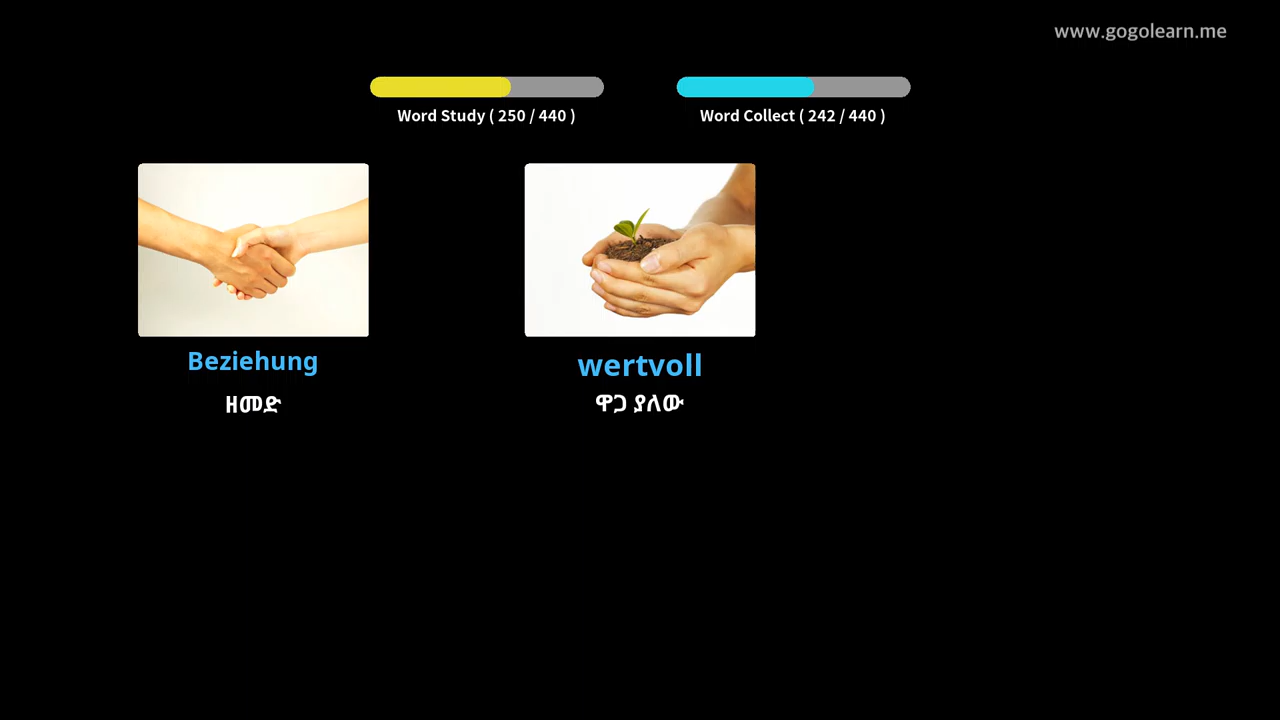 www.gogolearn.me
Word Study ( 250 / 440 )
Word Collect ( 242 / 440 )
Beziehung
ዘመድ
wertvoll
ዋጋ ያለው